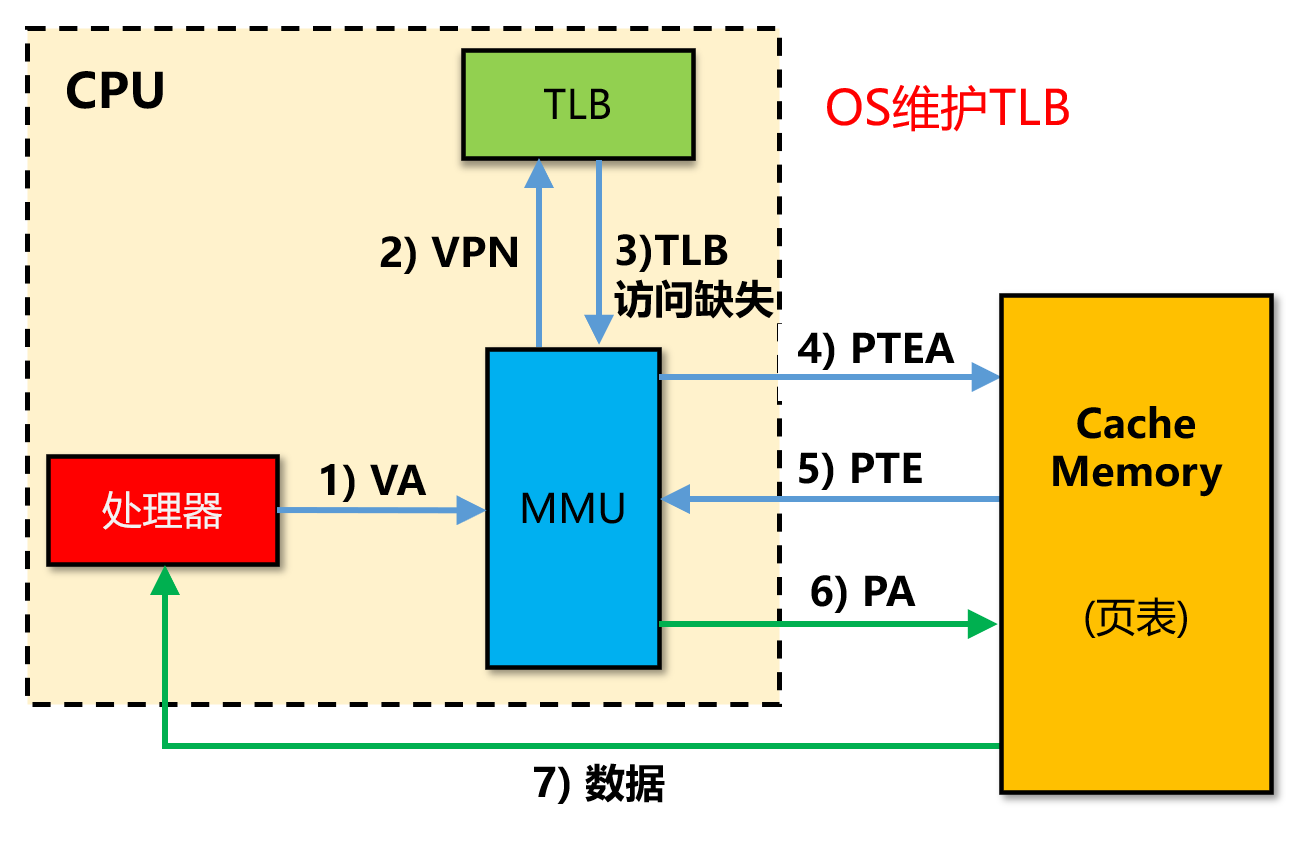 CPU
TLB
OS维护TLB
2) VPN
3)TLB
访问缺失
4) PTEA
Cache
Memory
1) VA
5) PTE
处理器
MMU
6) PA
(页表)
7) 数据